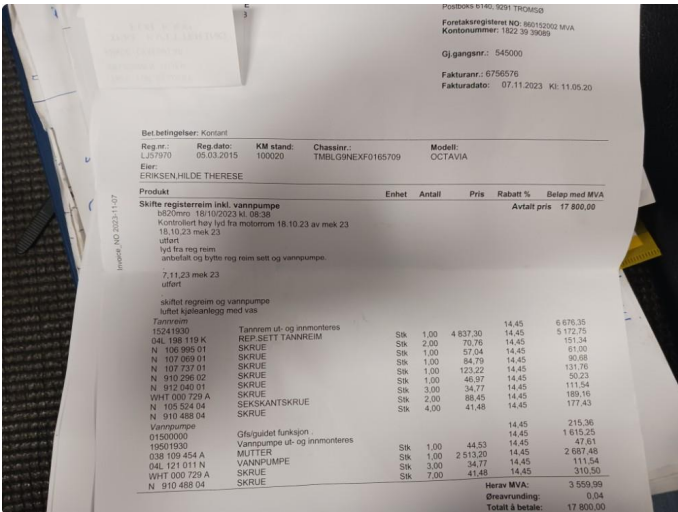 Postboks 6140, 9291 TROMSØ
Foretaksregisteret NO: 860152002 MVA
Kontonummer: 1822 39 39089
Gj.gangsnr.: 545000
Fakturanr.: 6756576
Fakturadato: 07.11.2023 Kl: 11.05.20
Bet.betingelser: Kontant
Reg.nr.: Reg.dato: KM stand: Chassinr.: Modell:
LJ57970 05.03.2015 100020 TMBLG9NEXF0165709 OCTAVIA
Eier:
ERIKSEN,HILDE THERESE
Invoice_NO 2023-11-07
Produkt Enhet Antall Pris Rabatt % Beløp med MVA
Skifte registerreim inkl. vannpumpe Avtalt pris 17 800,00
b820mro 18/10/2023 kl. 08:38
Kontrollert høy lyd fra motorrom 18.10.23 av mek 23
18,10,23 mek 23
utført
lyd fra reg reim
anbefalt og bytte reg reim sett og vannpumpe.
.
7,11,23 mek 23
utført
skiftet regreim og vannpumpe
luftet kjøleanlegg med vas
Tannreim
15241930 Tannrem ut- og innmonteres 14,45 6 676,35
04L 198 119 K REP.SETT TANNREIM Stk 1,00 4 837,30 14,45 5 172,75
N 106 995 01 SKRUE Stk 2,00 70,76 14,45 151,34
N 107 069 01 SKRUE Stk 1,00 57,04 14,45 61,00
N 107 737 01 SKRUE Stk 1,00 84,79 14,45 90,68
N 910 296 02 SKRUE Stk 1,00 123,22 14,45 131,76
N 912 040 01 SKRUE Stk 1,00 46,97 14,45 50,23
WHT 000 729 A SKRUE Stk 3,00 34,77 14,45 111,54
N 105 524 04 SEKSKANTSKRUE Stk 2,00 88,45 14,45 189,16
N 910 488 04 SKRUE Stk 4,00 41,48 14,45 177,43
Vannpumpe
01500000 Gfs/guidet funksjon . 14,45 215,36
19501930 Vannpumpe ut- og innmonteres 14,45 1 615,25
038 109 454 A MUTTER Stk 1,00 44,53 14,45 47,61
04L 121 011 N VANNPUMPE Stk 1,00 2 513,20 14,45 2 687,48
WHT 000 729 A SKRUE Stk 3,00 34,77 14,45 111,54
N 910 488 04 SKRUE Stk 7,00 41,48 14,45 310,50
Herav MVA: 3 559,99
Øreavrunding: 0,04
Totalt å betale: 17 800,00